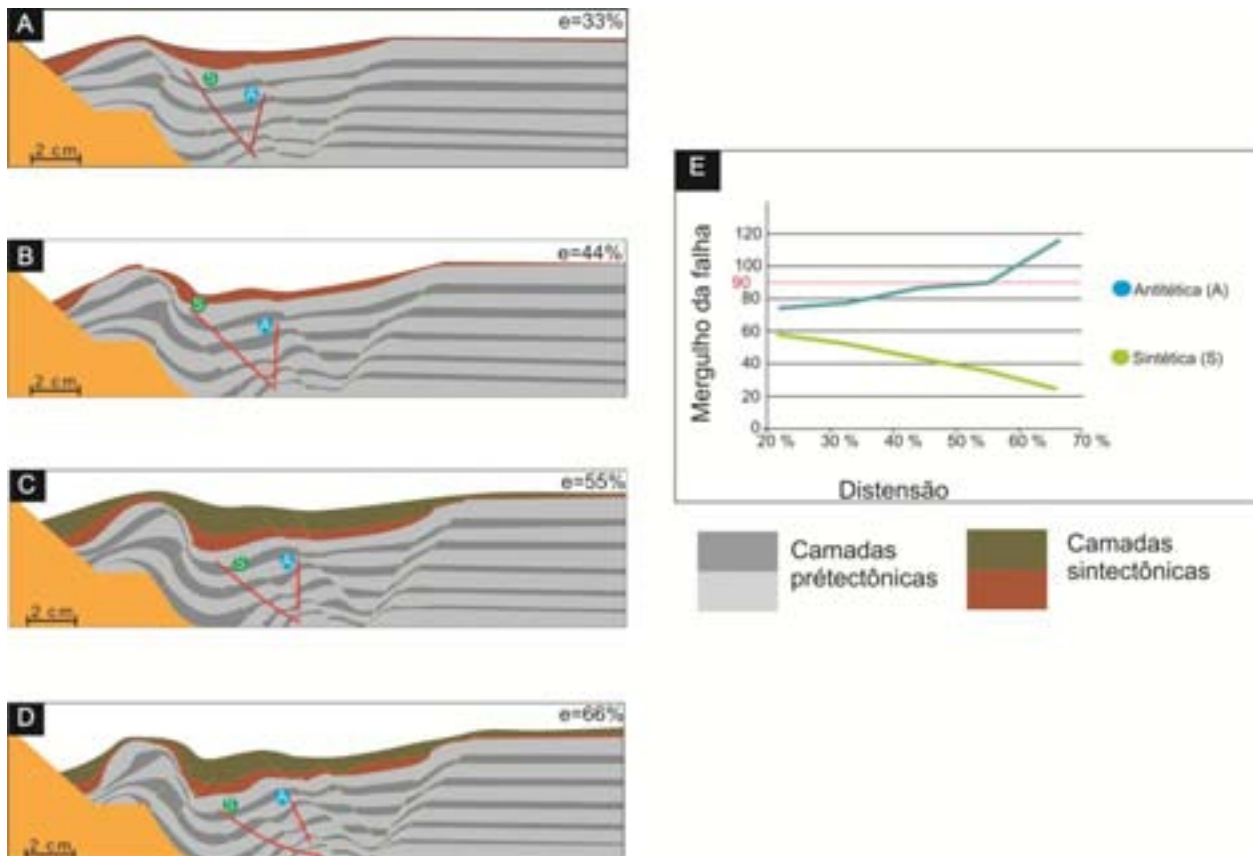 A
e=33%
S
A
2 cm
B
e=44%
S
A
2 cm
C
e=55%
S
A
2 cm
D
e=66%
S
A
2 cm
E
Mergulho da falha
120
100
90
80
60
40
20
0
20 % 30 % 40 % 50 % 60 % 70 %
Distensão
Antitética (A)
Sintética (S)
Camadas
prétectônicas
Camadas
sintectônicas